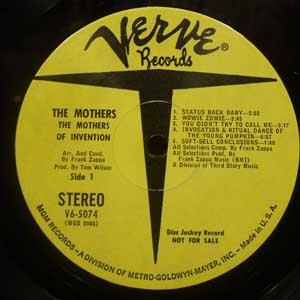 Verve
Records®
THE MOTHERS
THE MOTHERS
OF INVENTION
Arr. And Cond.
By Frank Zappa
Prod. By Tom Wilson
Side 1
STEREO
V6-5074
1. STATUS BACK BABY—2:52
2. WOWIE ZOWIE—2:45
3. YOU DIDN'T TRY TO CALL ME—3:17
4. INVOCATION & RITUAL DANCE OF
THE YOUNG PUMPKIN—6:57
5. SOFT-SELL CONCLUSIONS—
All Selections Comp. By Frank Zappa
All Selections Publ. By
Frank Zappa Music (BMI)
A Division of Third Story Music
Disc Jockey Record
NOT FOR SALE
MGM RECORDS—A DIVISION OF METRO-GOLDWYN-MAYER, INC.
Made in U.S.A.